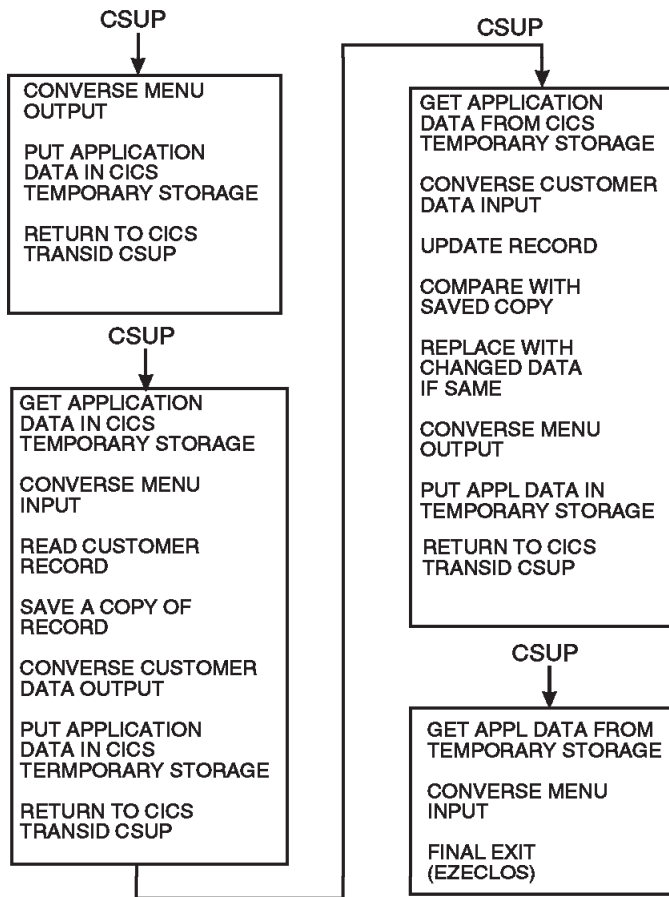 CSUP
CONVERSE MENU
OUTPUT
PUT APPLICATION
DATA IN CICS
TEMPORARY STORAGE
RETURN TO CICS
TRANSID CSUP
CSUP
GET APPLICATION
DATA IN CICS
TEMPORARY STORAGE
CONVERSE MENU
INPUT
READ CUSTOMER
RECORD
SAVE A COPY OF
RECORD
CONVERSE CUSTOMER
DATA OUTPUT
PUT APPLICATION
DATA IN CICS
TERMPORARY STORAGE
RETURN TO CICS
TRANSID CSUP
CSUP
GET APPLICATION
DATA FROM CICS
TEMPORARY STORAGE
CONVERSE CUSTOMER
DATA INPUT
UPDATE RECORD
COMPARE WITH
SAVED COPY
REPLACE WITH
CHANGED DATA
IF SAME
CONVERSE MENU
OUTPUT
PUT APPL DATA IN
TEMPORARY STORAGE
RETURN TO CICS
TRANSID CSUP
CSUP
GET APPL DATA FROM
TEMPORARY STORAGE
CONVERSE MENU
INPUT
FINAL EXIT
(EZECLOS)